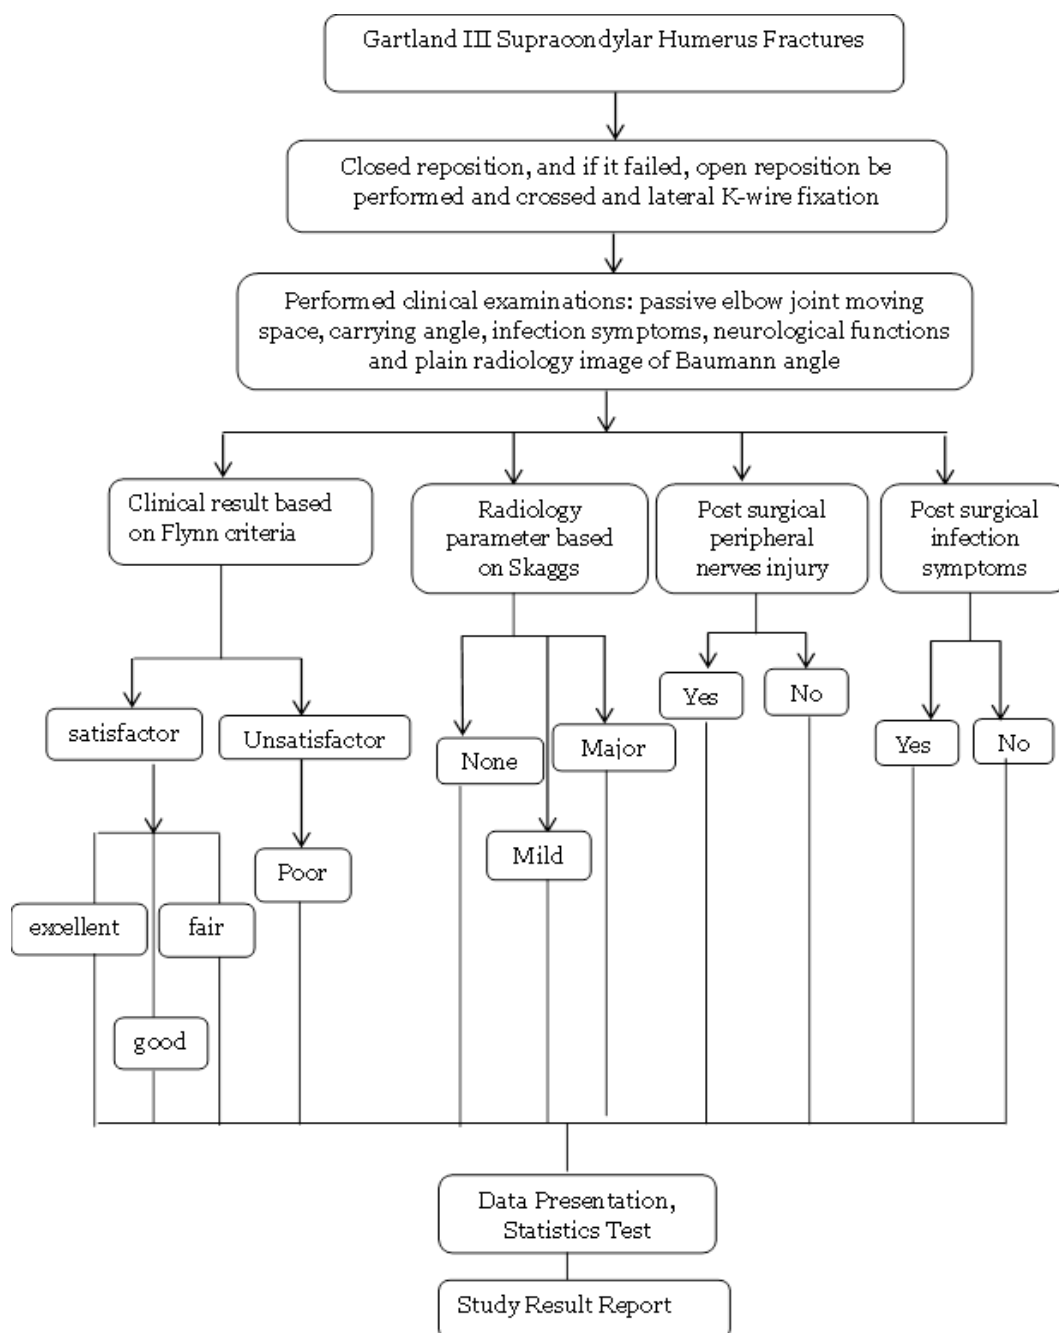 Gartland III Supracondylar Humerus Fractures
Closed reposition, and if it failed, open reposition be
performed and crossed and lateral K-wire fixation
Performed clinical examinations: passive elbow joint moving
space, carrying angle, infection symptoms, neurological functions
and plain radiology image of Baumann angle
Clinical result based
on Flynn criteria
Radiology
parameter based
on Skaggs
Post surgical
peripheral
nerves injury
Post surgical
infection
symptoms
satisfactor
Unsatisfactor
None
Major
Mild
Yes
No
Yes
No
Poor
excellent
fair
good
Data Presentation,
Statistics Test
Study Result Report